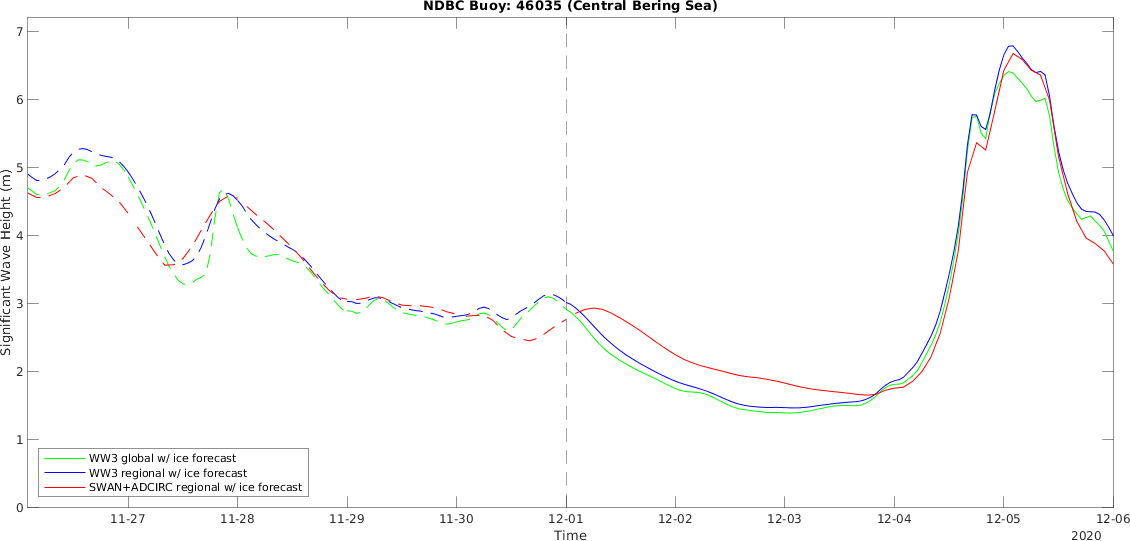 NDBC Buoy: 46035 (Central Bering Sea)
7
6
5
4
3
2
1
0
Significant Wave Height (m)
WW3 global w/ ice forecast
WW3 regional w/ ice forecast
SWAN+ADCIRC regional w/ ice forecast
11-27 11-28 11-29 11-30 12-01 12-02 12-03 12-04 12-05 12-06
Time 2020